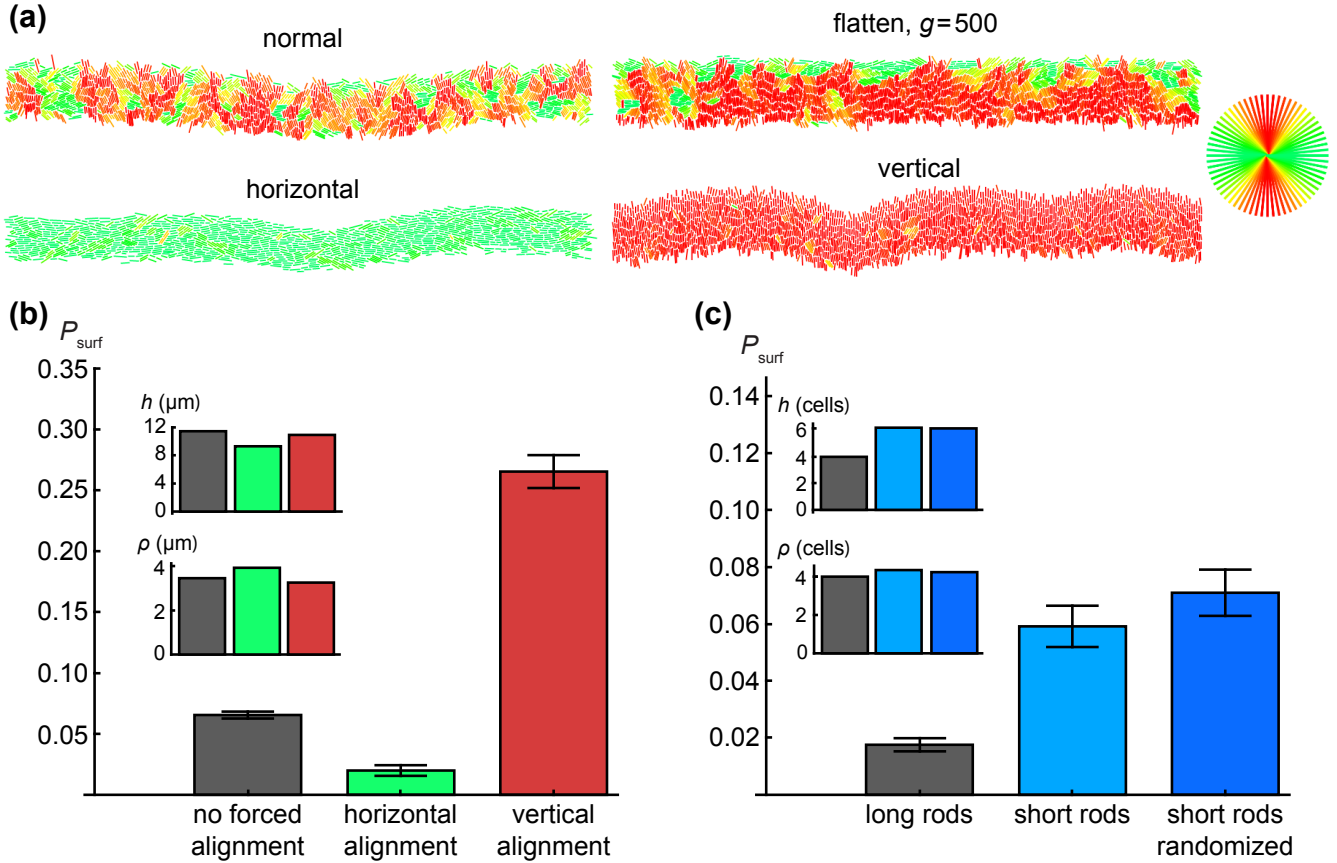 (a)
normal
flatten, g=500
horizontal
vertical
(b)
P_surf
0.35
0.30
0.25
0.20
0.15
0.10
0.05
h (μm)
12
8
4
0
ρ (μm)
4
2
0
no forced alignment
horizontal alignment
vertical alignment
(c)
P_surf
0.14
0.12
0.10
0.08
0.06
0.04
0.02
h (cells)
6
4
2
0
ρ (cells)
4
2
0
long rods
short rods
short rods randomized